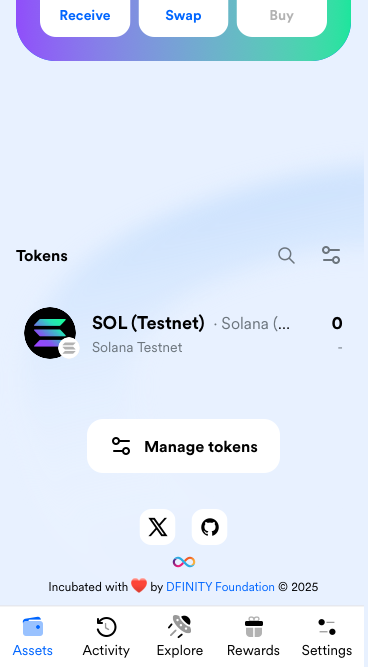 Receive Swap Buy
Tokens
SOL (Testnet) · Solana (... 0
Solana Testnet -
Manage tokens
Incubated with ❤️ by DFINITY Foundation © 2025
Assets Activity Explore Rewards Settings